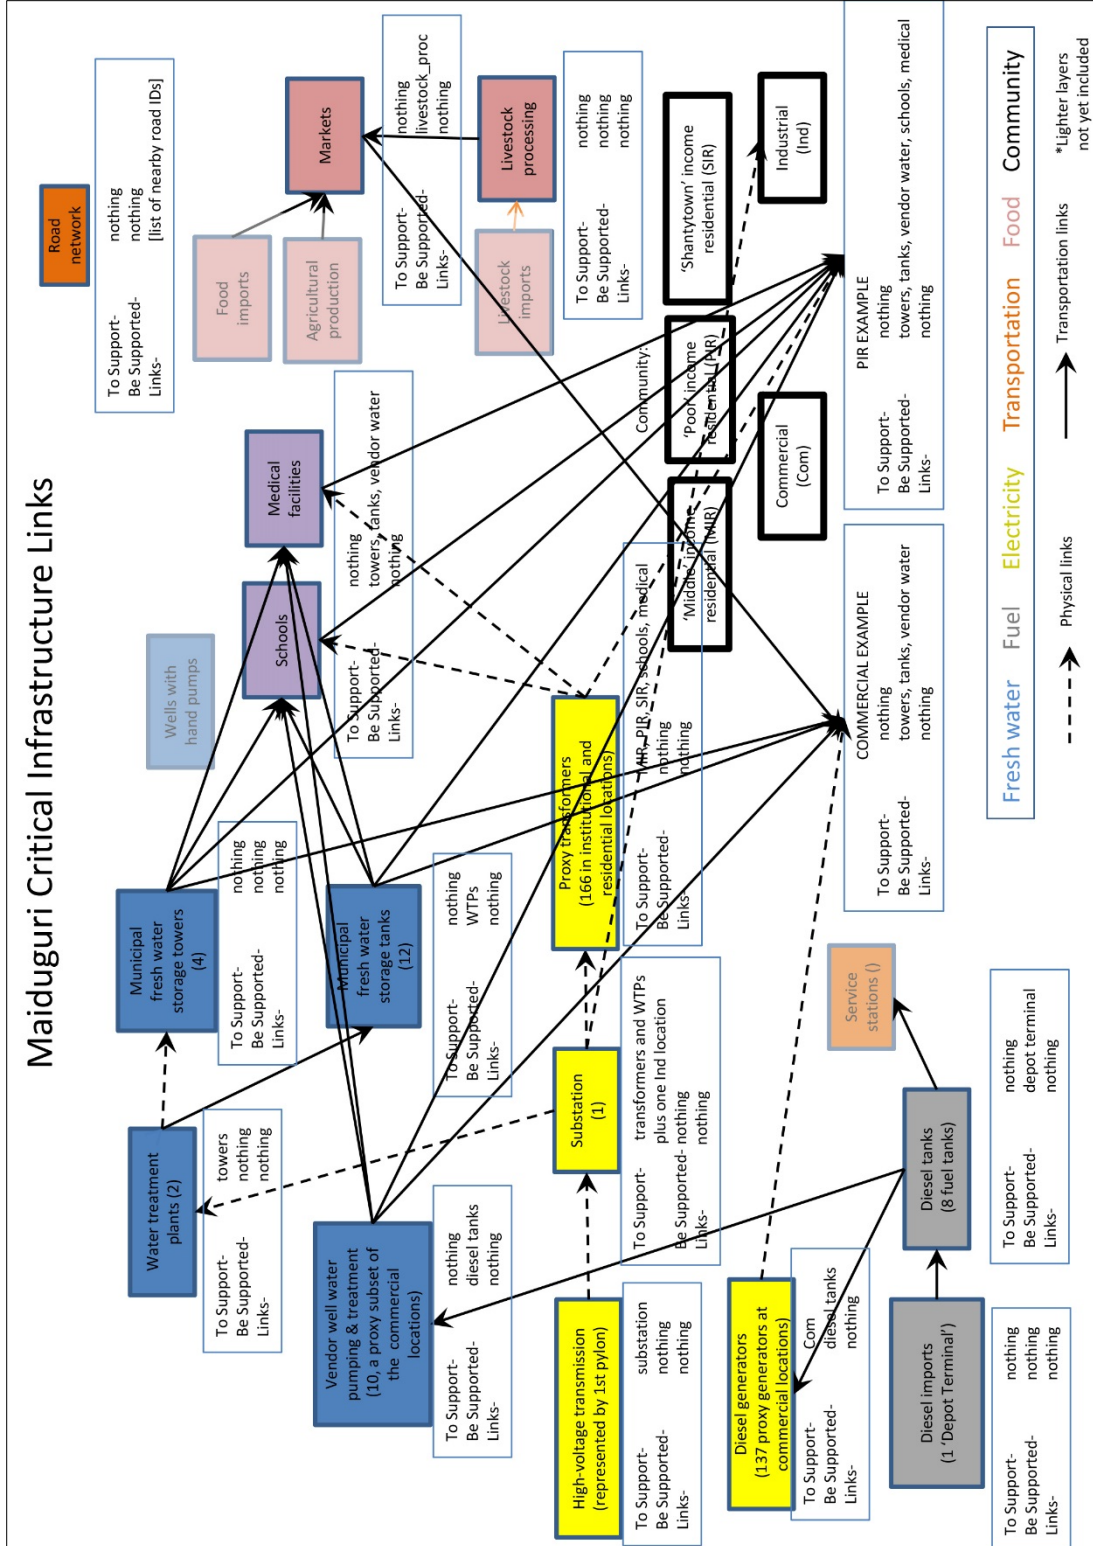 Maiduguri Critical Infrastructure Links
Water treatment
plants (2)
To Support- towers
Be Supported- nothing
Links- nothing
Municipal
fresh water
storage towers
(4)
To Support- nothing
Be Supported- nothing
Links- nothing
Wells with
hand pumps
Road
network
To Support- nothing
Be Supported- nothing
Links- [list of nearby road IDs]
Vendor well water
pumping & treatment
(10, a proxy subset of
the commercial
locations)
To Support- nothing
Be Supported- diesel tanks
Links- nothing
Municipal
fresh water
storage tanks
(12)
To Support- nothing
Be Supported- WTPs
Links- nothing
Schools
Medical
facilities
To Support- nothing
Be Supported- towers, tanks, vendor water
Links- nothing
Food
imports
Agricultural
production
Markets
To Support- nothing
Be Supported- livestock_proc
Links- nothing
Livestock
imports
Livestock
processing
To Support- nothing
Be Supported- nothing
Links- nothing
High-voltage transmission
(represented by 1st pylon)
To Support- substation
Be Supported- nothing
Links- nothing
Substation
(1)
To Support- transformers and WTPs
plus one Ind location
Be Supported- nothing
Links- nothing
Proxy transformers
(166 in institutional and
residential locations)
To Support- MIR, PIR, SIR, schools, medical
Be Supported- nothing
Links- nothing
Community:
‘Middle’ income
residential (MIR)
‘Poor’ income
residential (PIR)
‘Shantytown’ income
residential (SIR)
Commercial
(Com)
Industrial
(Ind)
Diesel generators
(137 proxy generators at
commercial locations)
To Support- Com
Be Supported- diesel tanks
Links- nothing
Service
stations ()
COMMERCIAL EXAMPLE
To Support- nothing
Be Supported- towers, tanks, vendor water
Links- nothing
PIR EXAMPLE
To Support- nothing
Be Supported- towers, tanks, vendor water, schools, medical
Links- nothing
Diesel imports
(1 ‘Depot Terminal’)
To Support- nothing
Be Supported- nothing
Links- nothing
Diesel tanks
(8 fuel tanks)
To Support- nothing
Be Supported- depot terminal
Links- nothing
Fresh water Fuel Electricity Transportation Food Community
Physical links
Transportation links
*Lighter layers
not yet included